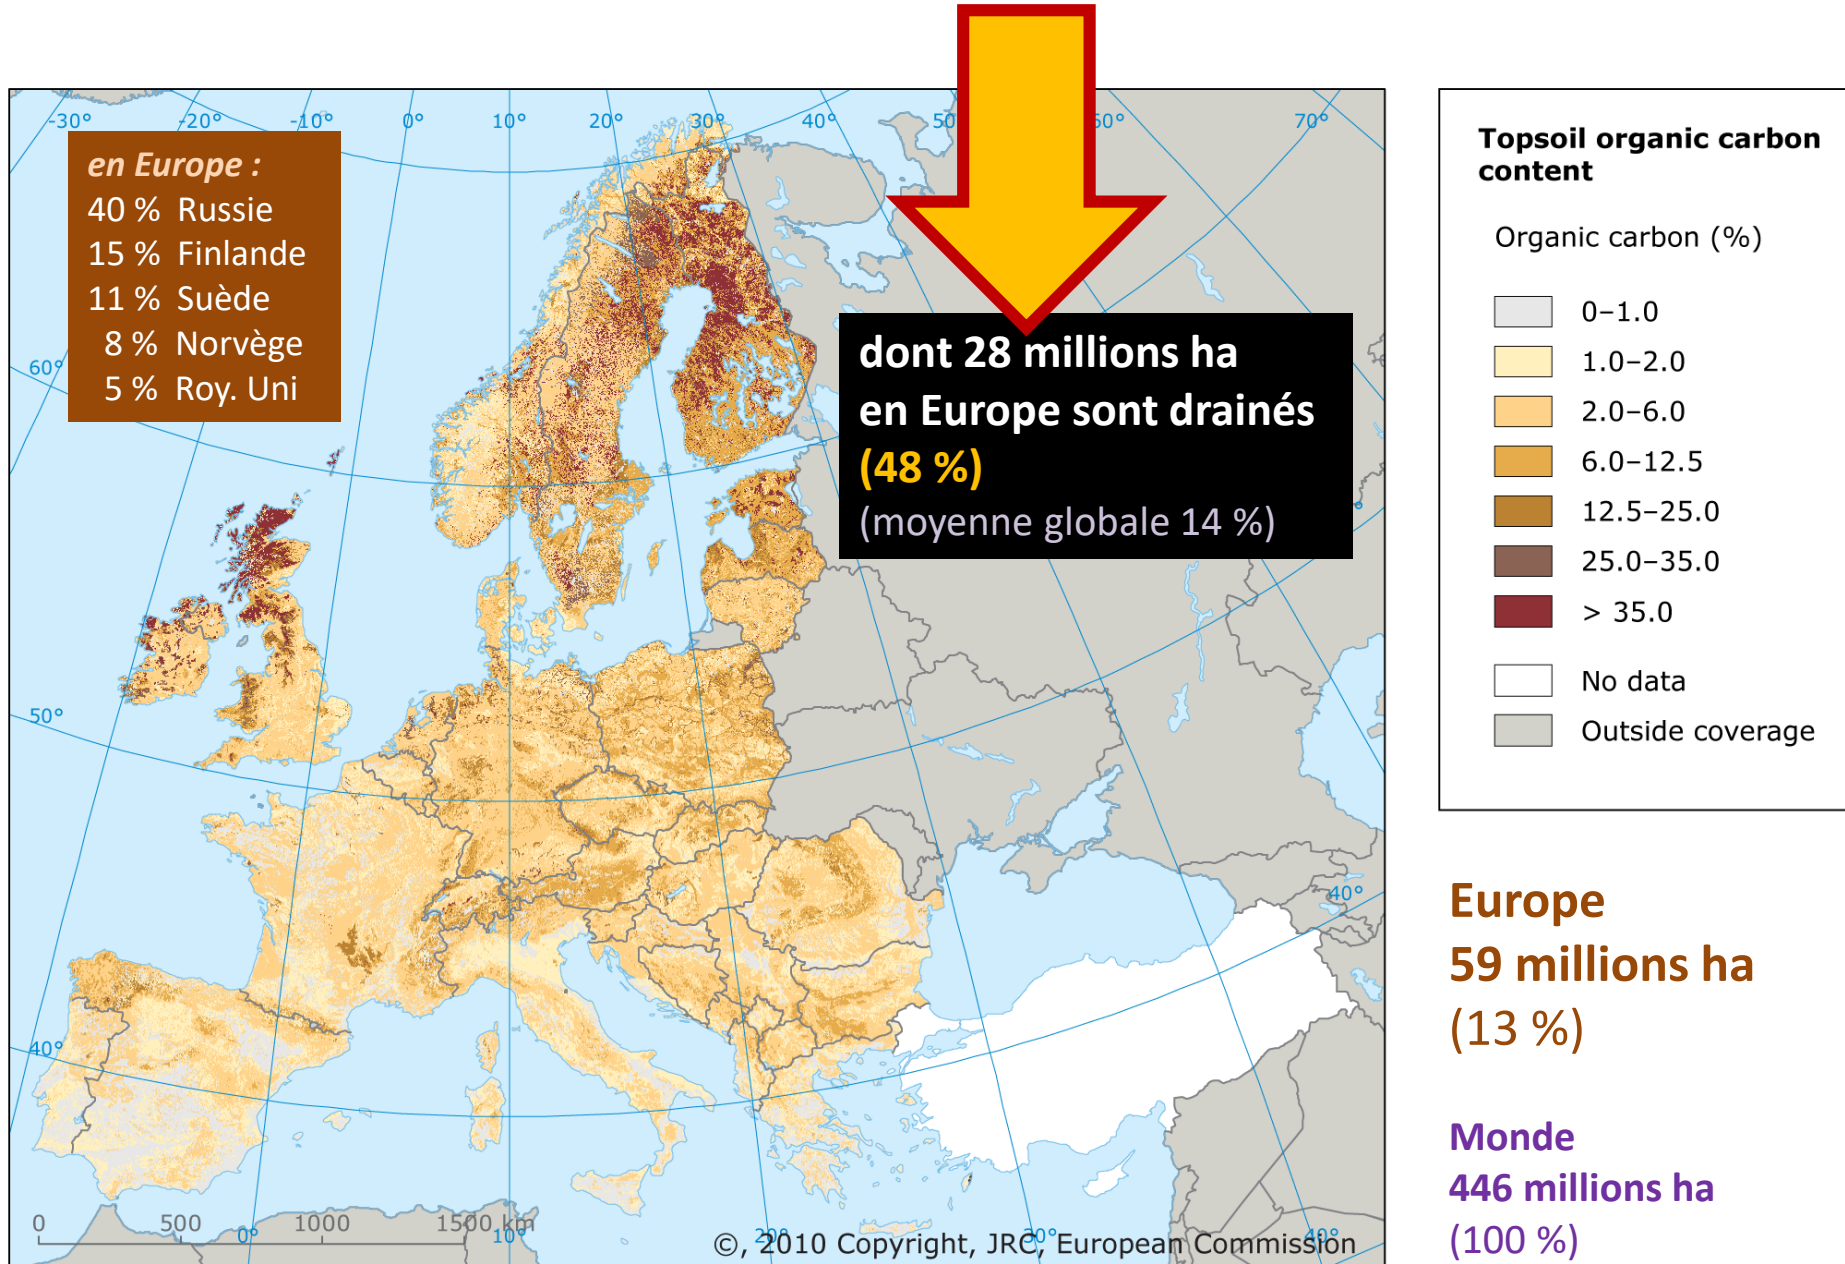 -30°
-20°
-10°
0°
10°
20°
30°
40°
50
60°
70°
60°
50°
40°
40°
en Europe :
40 % Russie
15 % Finlande
11 % Suède
8 % Norvège
5 % Roy. Uni
dont 28 millions ha
en Europe sont drainés
(48 %)
(moyenne globale 14 %)
0 500 1000 1500 km
0°
10°
20°
30°
40°
©, 2010 Copyright, JRC, European Commission
Topsoil organic carbon
content
Organic carbon (%)
0–1.0
1.0–2.0
2.0–6.0
6.0–12.5
12.5–25.0
25.0–35.0
> 35.0
No data
Outside coverage
Europe
59 millions ha
(13 %)
Monde
446 millions ha
(100 %)